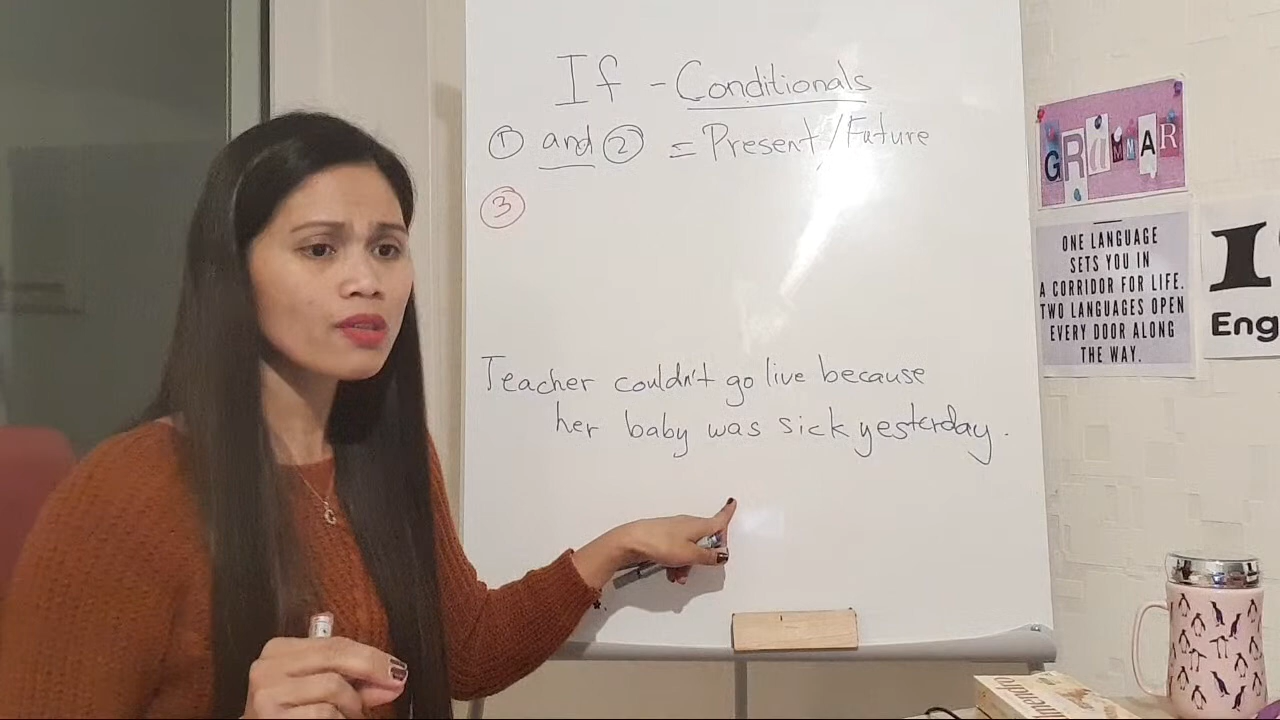 If - Conditionals
① and ② = Present/Future
③
Teacher couldn't go live because
her baby was sick yesterday.
GRaMMAR
ONE LANGUAGE
SETS YOU IN
A CORRIDOR FOR LIFE.
TWO LANGUAGES OPEN
EVERY DOOR ALONG
THE WAY.
I
Eng